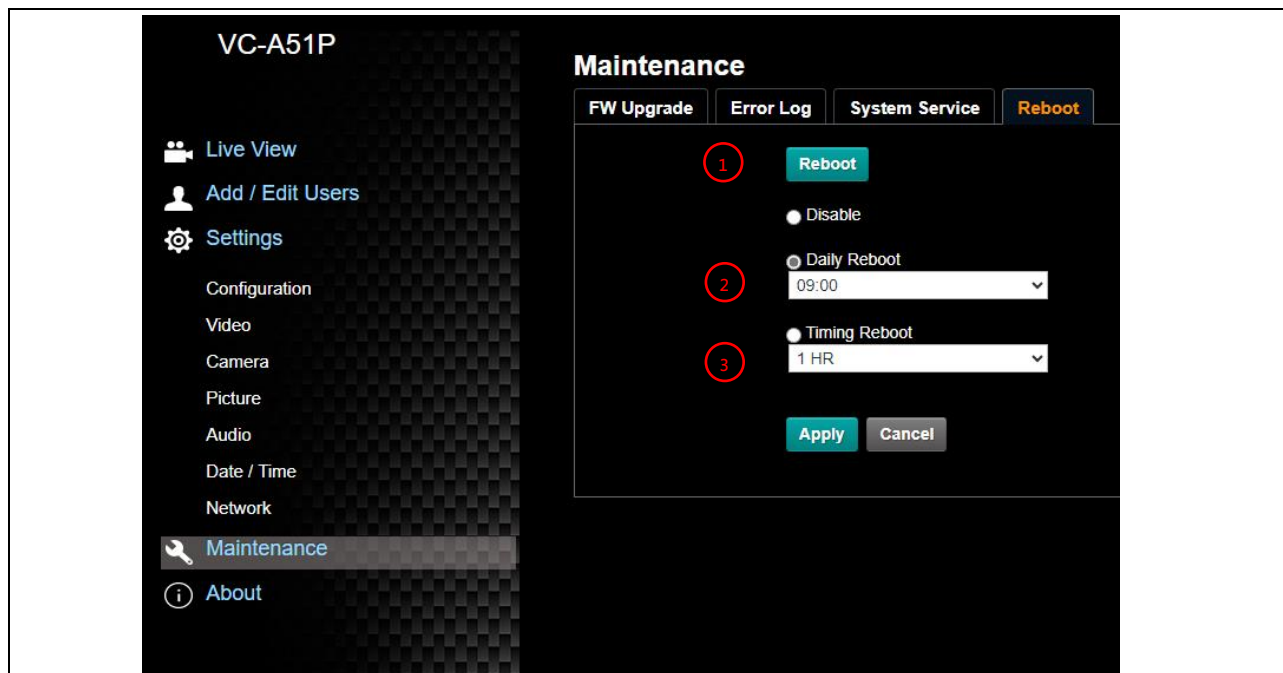 VC-A51P
Live View
Add / Edit Users
Settings
Configuration
Video
Camera
Picture
Audio
Date / Time
Network
Maintenance
About
Maintenance
FW Upgrade Error Log System Service Reboot
1 Reboot
Disable
Daily Reboot
2 09:00
Timing Reboot
3 1 HR
Apply Cancel